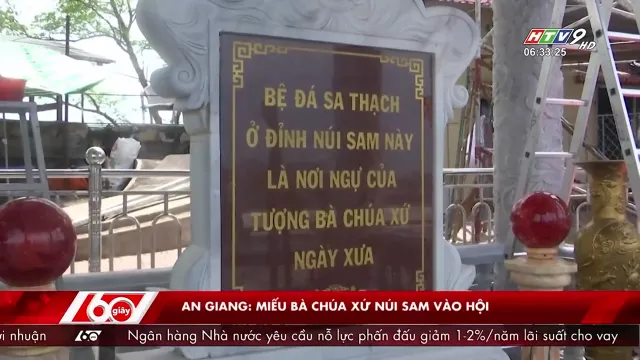 HTV9 HD
06:33:25
BỆ ĐÁ SA THẠCH
Ở ĐỈNH NÚI SAM NÀY
LÀ NƠI NGỰ CỦA
TƯỢNG BÀ CHÚA XỨ
NGÀY XƯA
60 giây
AN GIANG: MIẾU BÀ CHÚA XỨ NÚI SAM VÀO HỘI
nhuận 60 Ngân hàng Nhà nước yêu cầu nỗ lực phấn đấu giảm 1-2%/năm lãi suất cho vay